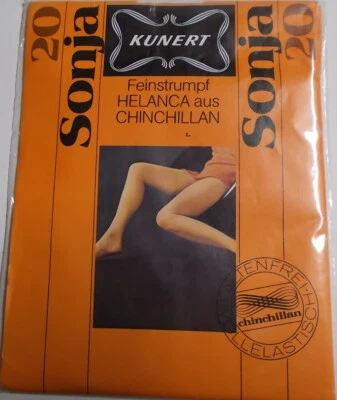 20
Sonja
KUNERT
Feinstrumpf
HELANCA aus
CHINCHILLAN
Sonja
20
chinchillan